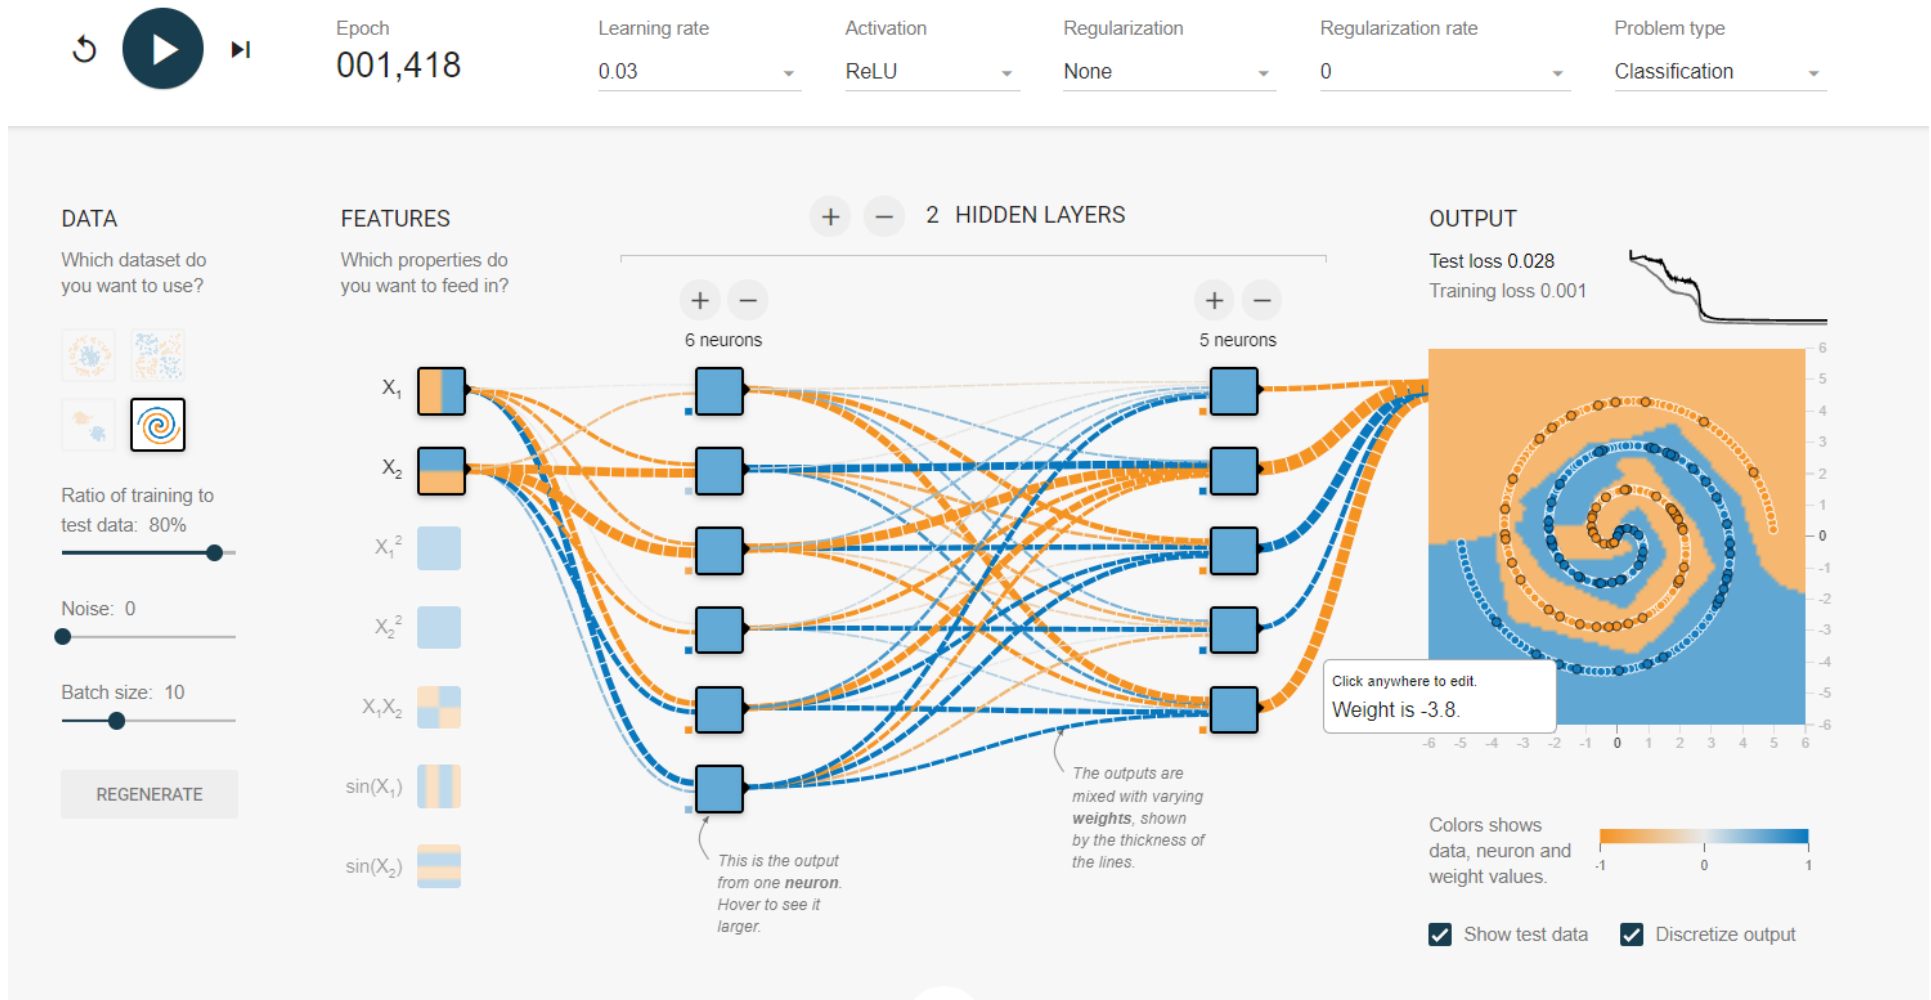 Epoch
001,418
Learning rate
0.03
Activation
ReLU
Regularization
None
Regularization rate
0
Problem type
Classification
DATA
Which dataset do
you want to use?
Ratio of training to
test data: 80%
Noise: 0
Batch size: 10
REGENERATE
FEATURES
Which properties do
you want to feed in?
X1
X2
X1²
X2²
X1X2
sin(X1)
sin(X2)
+ − 2 HIDDEN LAYERS
+ −
6 neurons
+ −
5 neurons
This is the output
from one neuron.
Hover to see it
larger.
The outputs are
mixed with varying
weights, shown
by the thickness of
the lines.
OUTPUT
Test loss 0.028
Training loss 0.001
6
5
4
3
2
1
0
-1
-2
-3
-4
-5
-6
-6 -5 -4 -3 -2 -1 0 1 2 3 4 5 6
Click anywhere to edit.
Weight is -3.8.
Colors shows
data, neuron and
weight values.
-1 0 1
Show test data
Discretize output